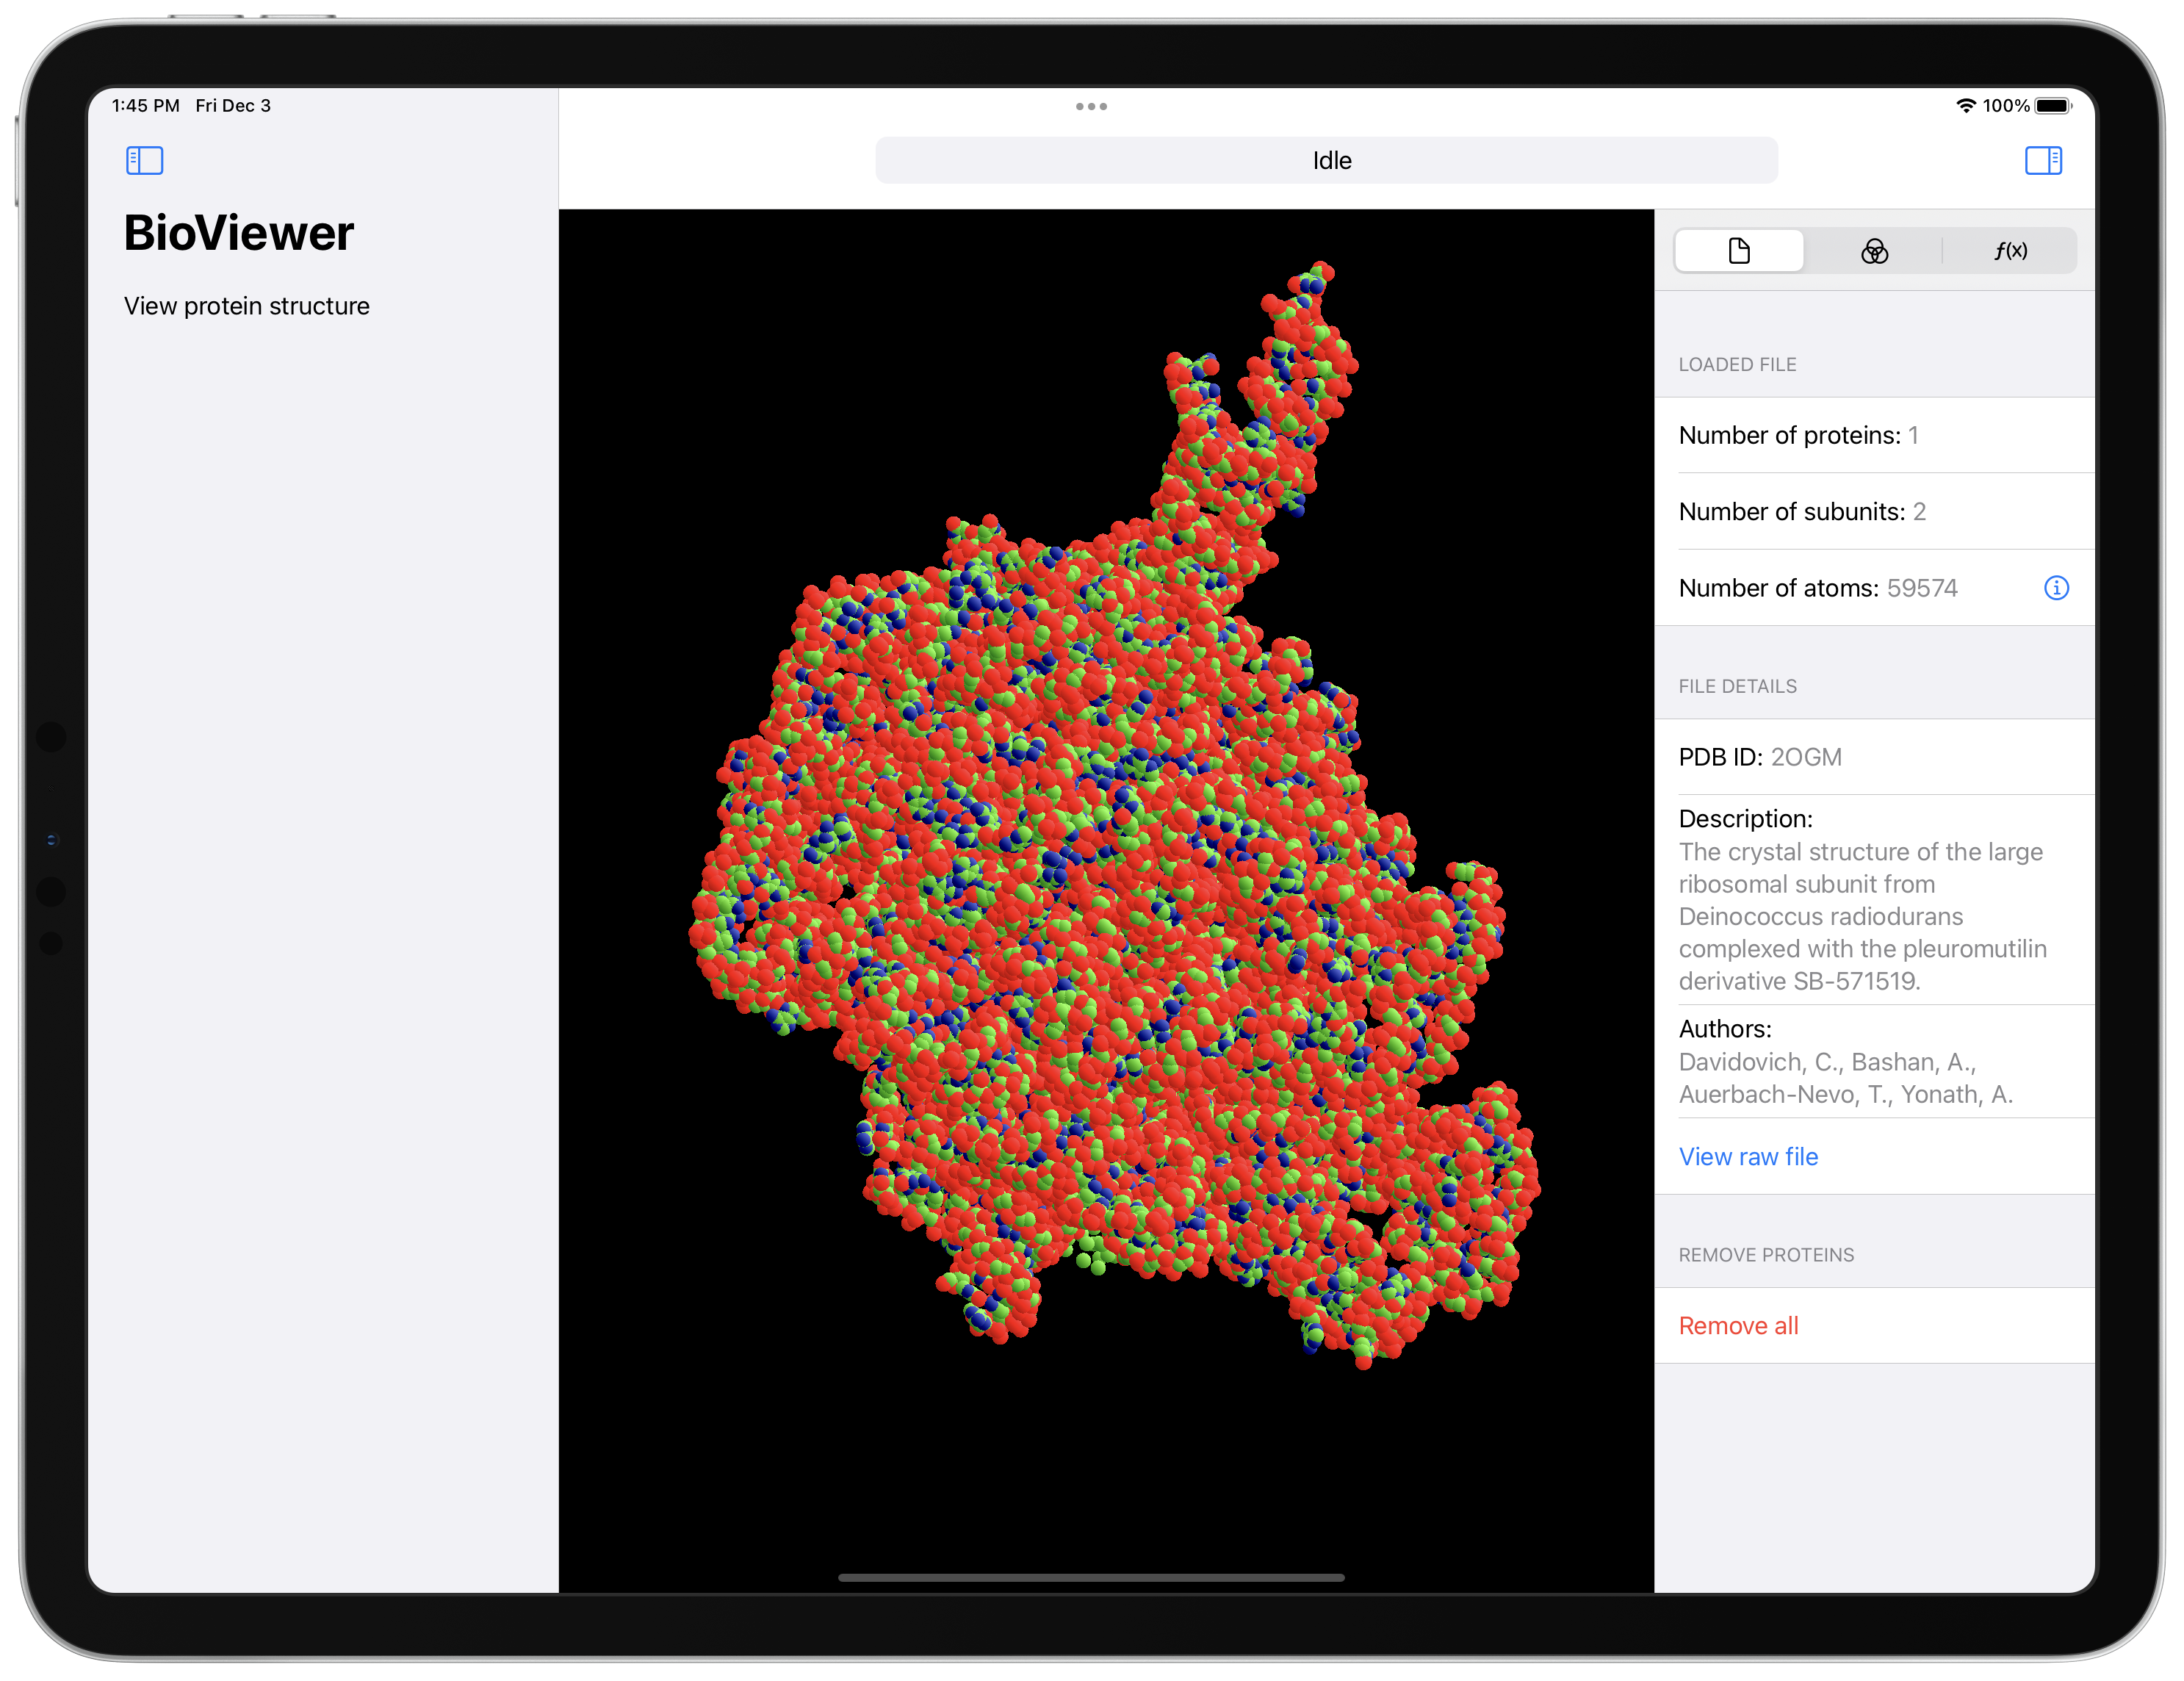 1:45 PM Fri Dec 3
100%
BioViewer
View protein structure
Idle
f(x)
LOADED FILE
Number of proteins: 1
Number of subunits: 2
Number of atoms: 59574
FILE DETAILS
PDB ID: 2OGM
Description:
The crystal structure of the large
ribosomal subunit from
Deinococcus radiodurans
complexed with the pleuromutilin
derivative SB-571519.
Authors:
Davidovich, C., Bashan, A.,
Auerbach-Nevo, T., Yonath, A.
View raw file
REMOVE PROTEINS
Remove all